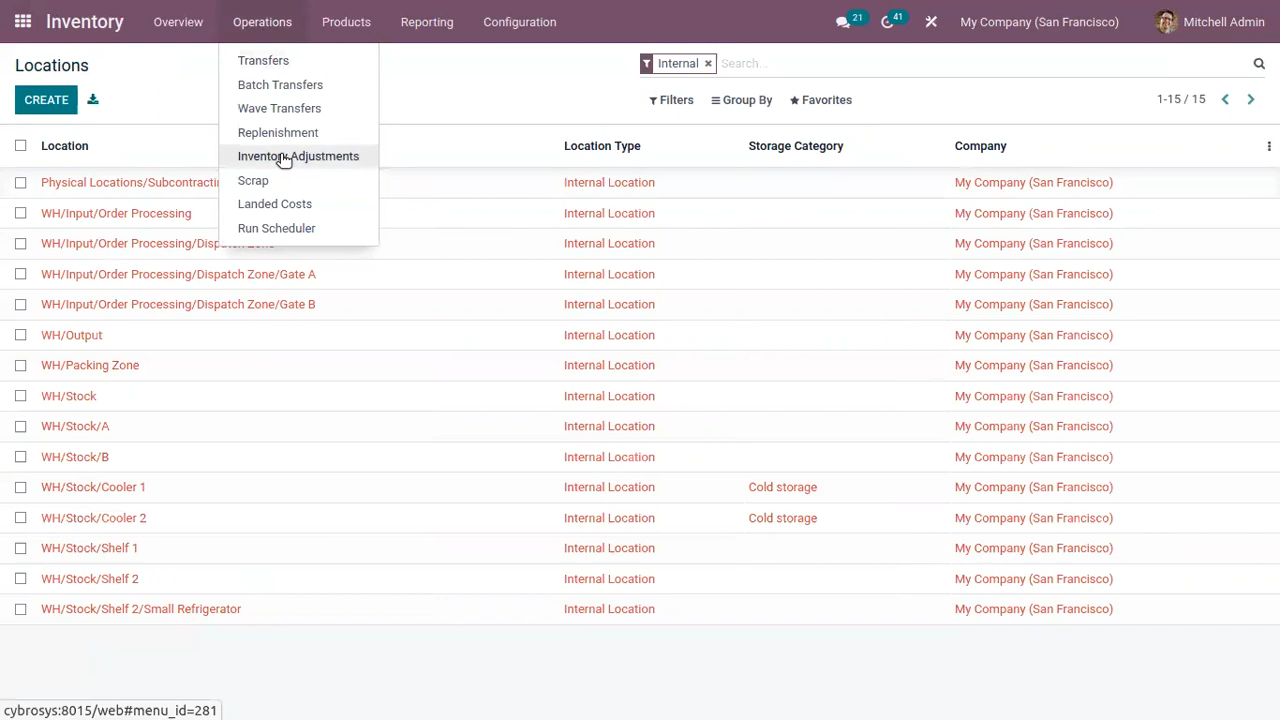 Inventory Overview Operations Products Reporting Configuration 21 41 My Company (San Francisco) Mitchell Admin
Locations
Internal × Search...
CREATE
Filters Group By Favorites 1-15 / 15
Transfers
Batch Transfers
Wave Transfers
Replenishment
Inventory Adjustments
Scrap
Landed Costs
Run Scheduler
Location Location Type Storage Category Company
Physical Locations/Subcontracti Internal Location My Company (San Francisco)
WH/Input/Order Processing Internal Location My Company (San Francisco)
WH/Input/Order Processing/Dispatch Zone Internal Location My Company (San Francisco)
WH/Input/Order Processing/Dispatch Zone/Gate A Internal Location My Company (San Francisco)
WH/Input/Order Processing/Dispatch Zone/Gate B Internal Location My Company (San Francisco)
WH/Output Internal Location My Company (San Francisco)
WH/Packing Zone Internal Location My Company (San Francisco)
WH/Stock Internal Location My Company (San Francisco)
WH/Stock/A Internal Location My Company (San Francisco)
WH/Stock/B Internal Location My Company (San Francisco)
WH/Stock/Cooler 1 Internal Location Cold storage My Company (San Francisco)
WH/Stock/Cooler 2 Internal Location Cold storage My Company (San Francisco)
WH/Stock/Shelf 1 Internal Location My Company (San Francisco)
WH/Stock/Shelf 2 Internal Location My Company (San Francisco)
WH/Stock/Shelf 2/Small Refrigerator Internal Location My Company (San Francisco)
cybrosys:8015/web#menu_id=281